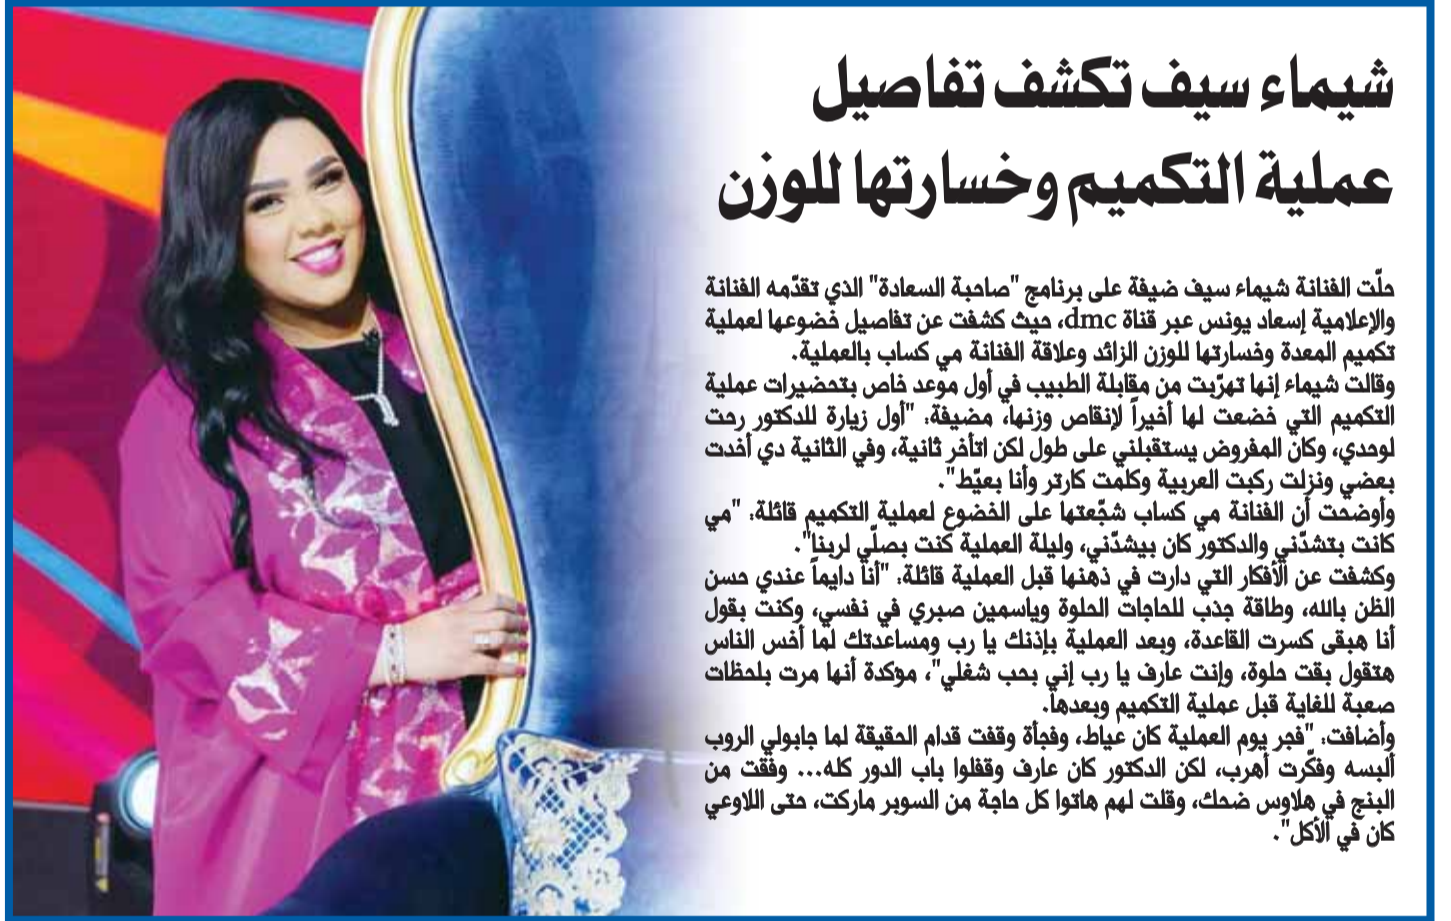 شيماء سيف تكشف تفاصيل
عملية التكميم وخسارتها للوزن
حلّت الفنانة شيماء سيف ضيفة على برنامج "صاحبة السعادة" الذي تقدّمه الفنانة
والإعلامية إسعاد يونس عبر قناة dmc، حيث كشفت عن تفاصيل خضوعها لعملية
تكميم المعدة وخسارتها للوزن الزائد وعلاقة الفنانة مي كساب بالعملية.
وقالت شيماء إنها تهرّبت من مقابلة الطبيب في أول موعد خاص بتحضيرات عملية
التكميم التي خضعت لها أخيراً لإنقاص وزنها، مضيفة: "أول زيارة للدكتور رحت
لوحدي، وكان المفروض يستقبلني على طول لكن اتأخر ثانية، وفي الثانية دي أخدت
بعضي ونزلت ركبت العربية وكلمت كارتر وأنا بعيّط".
وأوضحت أن الفنانة مي كساب شجّعتها على الخضوع لعملية التكميم قائلة: "مي
كانت بتشدّني والدكتور كان بيشدّني، وليلة العملية كنت بصلّي لربنا".
وكشفت عن الأفكار التي دارت في ذهنها قبل العملية قائلة: "أنا دايماً عندي حسن
الظن بالله، وطاقة جذب للحاجات الحلوة وياسمين صبري في نفسي، وكنت بقول
أنا هبقى كسرت القاعدة، وبعد العملية بإذنك يا رب ومساعدتك لما أخس الناس
هتقول بقت حلوة، وإنت عارف يا رب إني بحب شغلي"، مؤكدة أنها مرت بلحظات
صعبة للغاية قبل عملية التكميم وبعدها.
وأضافت: "فجر يوم العملية كان عياط، وفجأة وقفت قدام الحقيقة لما جابولي الروب
ألبسه وفكّرت أهرب، لكن الدكتور كان عارف وقفلوا باب الدور كله... وفقت من
البنج في هلاوس ضحك، وقلت لهم هاتوا كل حاجة من السوبر ماركت، حتى اللاوعي
كان في الأكل".